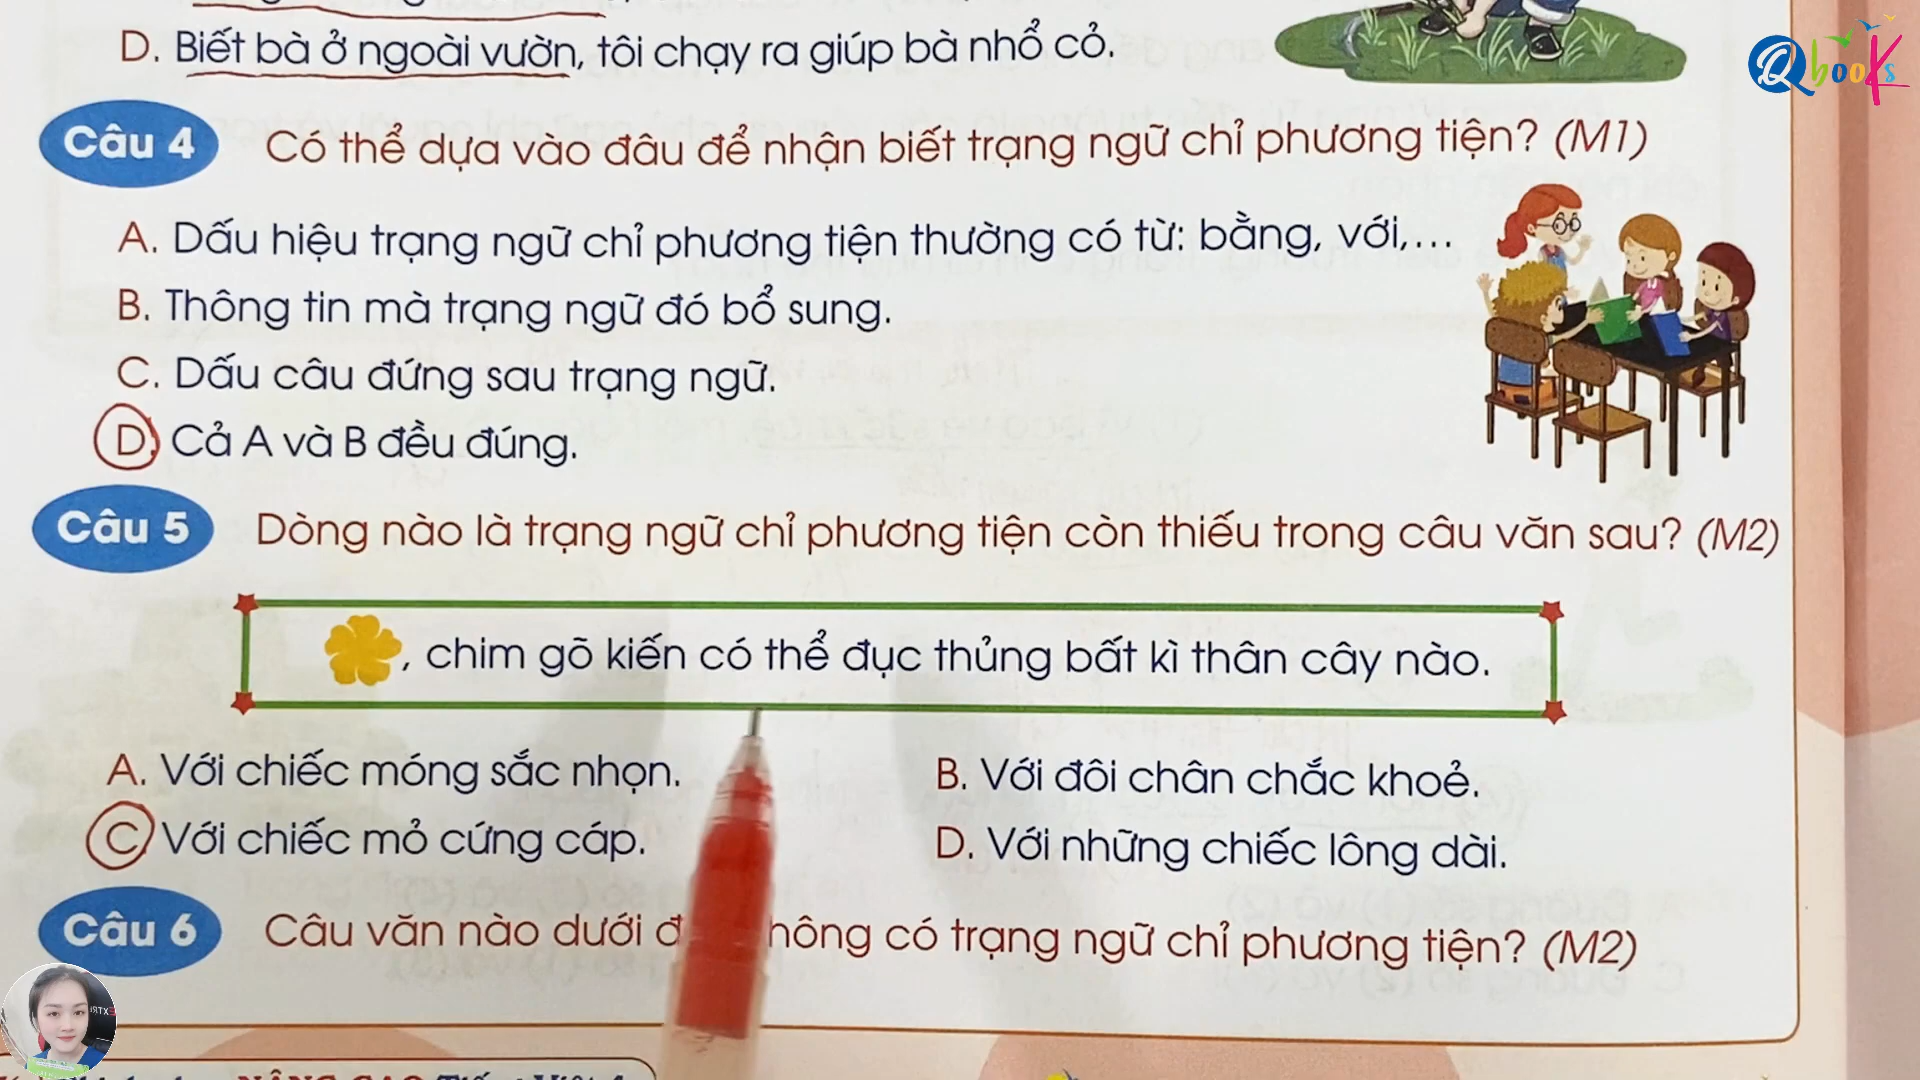 D. Biết bà ở ngoài vườn, tôi chạy ra giúp bà nhổ cỏ.
Qbooks
Câu 4 Có thể dựa vào đâu để nhận biết trạng ngữ chỉ phương tiện? (M1)
A. Dấu hiệu trạng ngữ chỉ phương tiện thường có từ: bằng, với,...
B. Thông tin mà trạng ngữ đó bổ sung.
C. Dấu câu đứng sau trạng ngữ.
D. Cả A và B đều đúng.
Câu 5 Dòng nào là trạng ngữ chỉ phương tiện còn thiếu trong câu văn sau? (M2)
, chim gõ kiến có thể đục thủng bất kì thân cây nào.
A. Với chiếc móng sắc nhọn. B. Với đôi chân chắc khoẻ.
C. Với chiếc mỏ cứng cáp. D. Với những chiếc lông dài.
Câu 6 Câu văn nào dưới đ hông có trạng ngữ chỉ phương tiện? (M2)